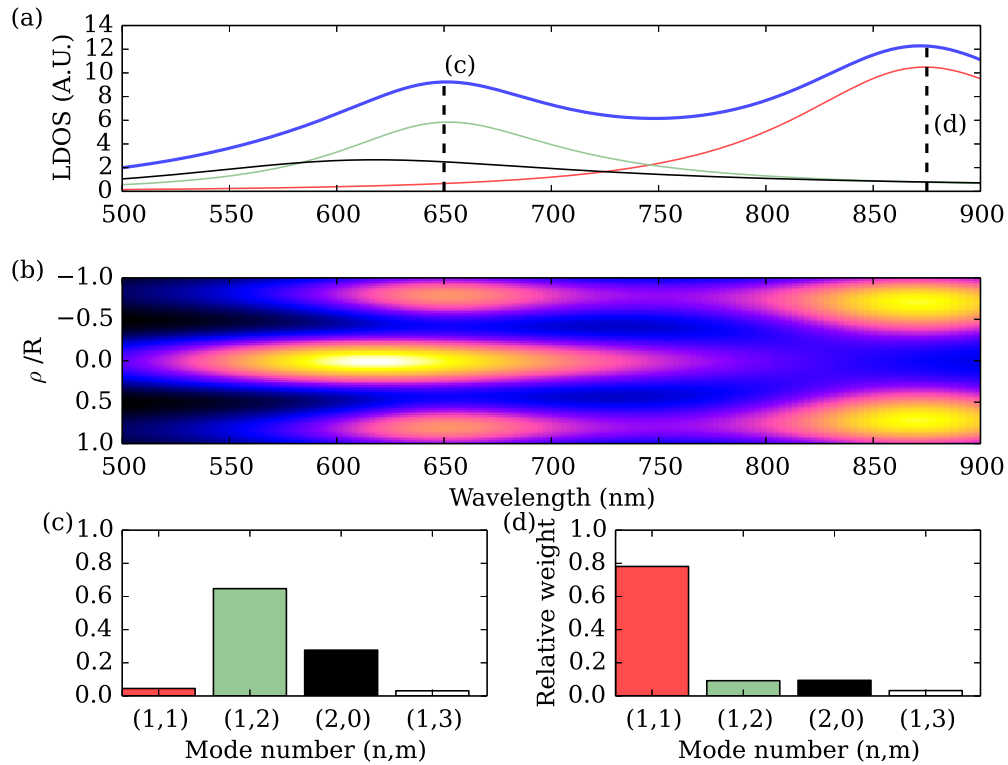 (a)
LDOS (A.U.)
14
12
10
8
6
4
2
0
(c)
(d)
500 550 600 650 700 750 800 850 900
(b)
ρ /R
−1.0
−0.5
0.0
0.5
1.0
500 550 600 650 700 750 800 850 900
Wavelength (nm)
(c)
1.0
0.8
0.6
0.4
0.2
0.0
(1,1) (1,2) (2,0) (1,3)
Mode number (n,m)
(d)
Relative weight
1.0
0.8
0.6
0.4
0.2
0.0
(1,1) (1,2) (2,0) (1,3)
Mode number (n,m)